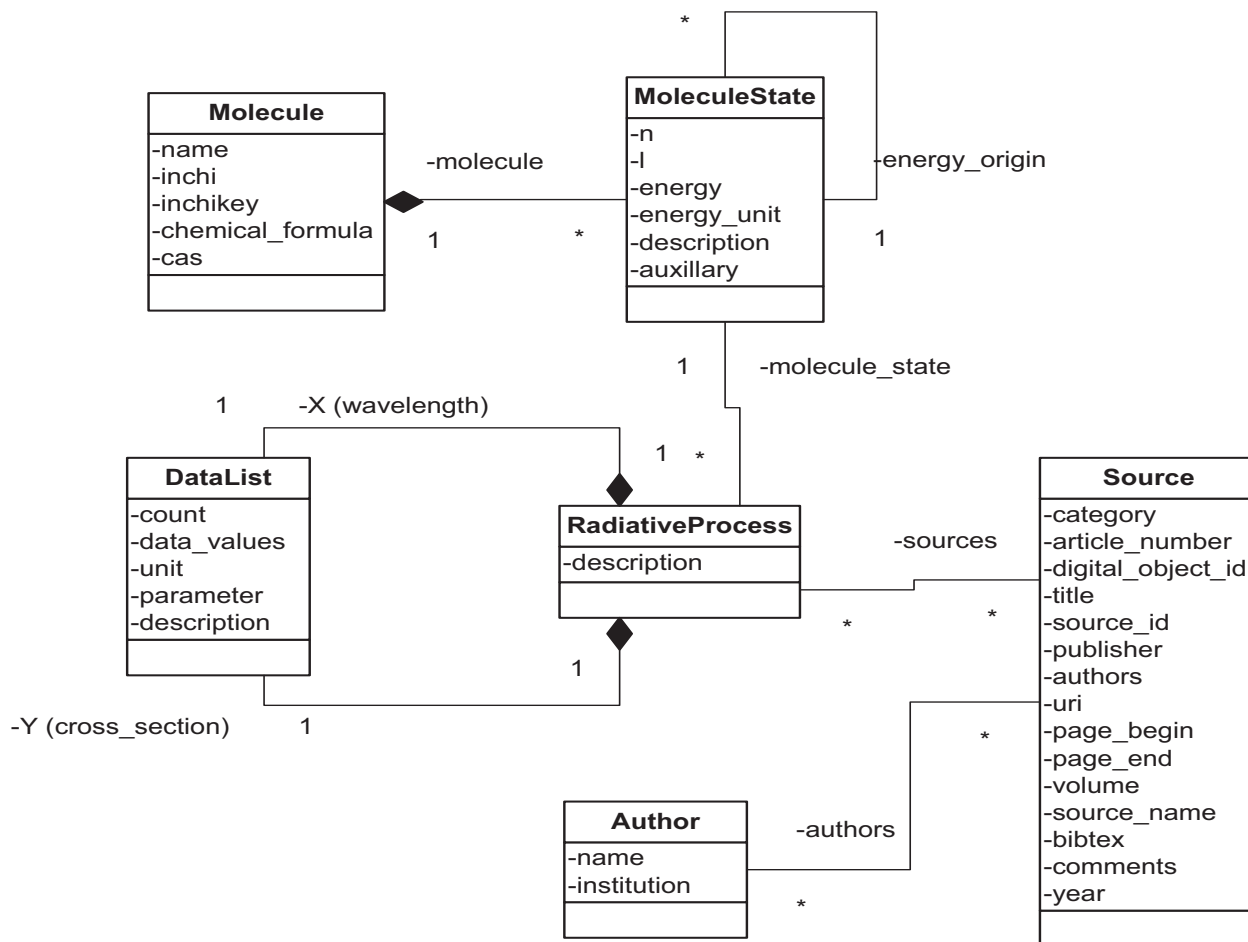 *
MoleculeState
-n
-l
-energy
-energy_unit
-description
-auxillary
-energy_origin
1
Molecule
-name
-inchi
-inchikey
-chemical_formula
-cas
-molecule
1
*
1
-molecule_state
1
-X (wavelength)
1
*
DataList
-count
-data_values
-unit
-parameter
-description
RadiativeProcess
-description
1
-Y (cross_section)
1
-sources
*
*
Source
-category
-article_number
-digital_object_id
-title
-source_id
-publisher
-authors
-uri
-page_begin
-page_end
-volume
-source_name
-bibtex
-comments
-year
*
-authors
*
Author
-name
-institution